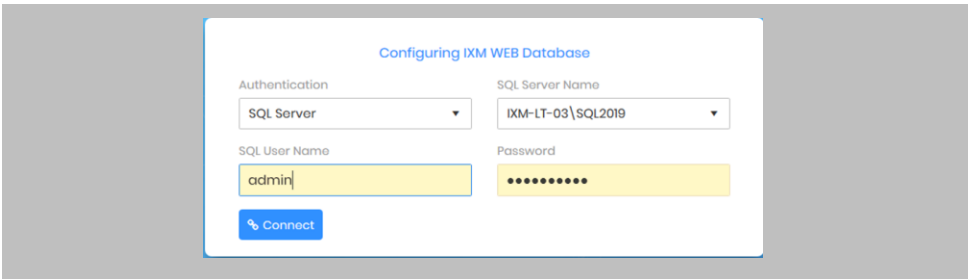 Configuring IXM WEB Database
Authentication
SQL Server Name
SQL Server
IXM-LT-03\SQL2019
SQL User Name
Password
admin
••••••••••
Connect